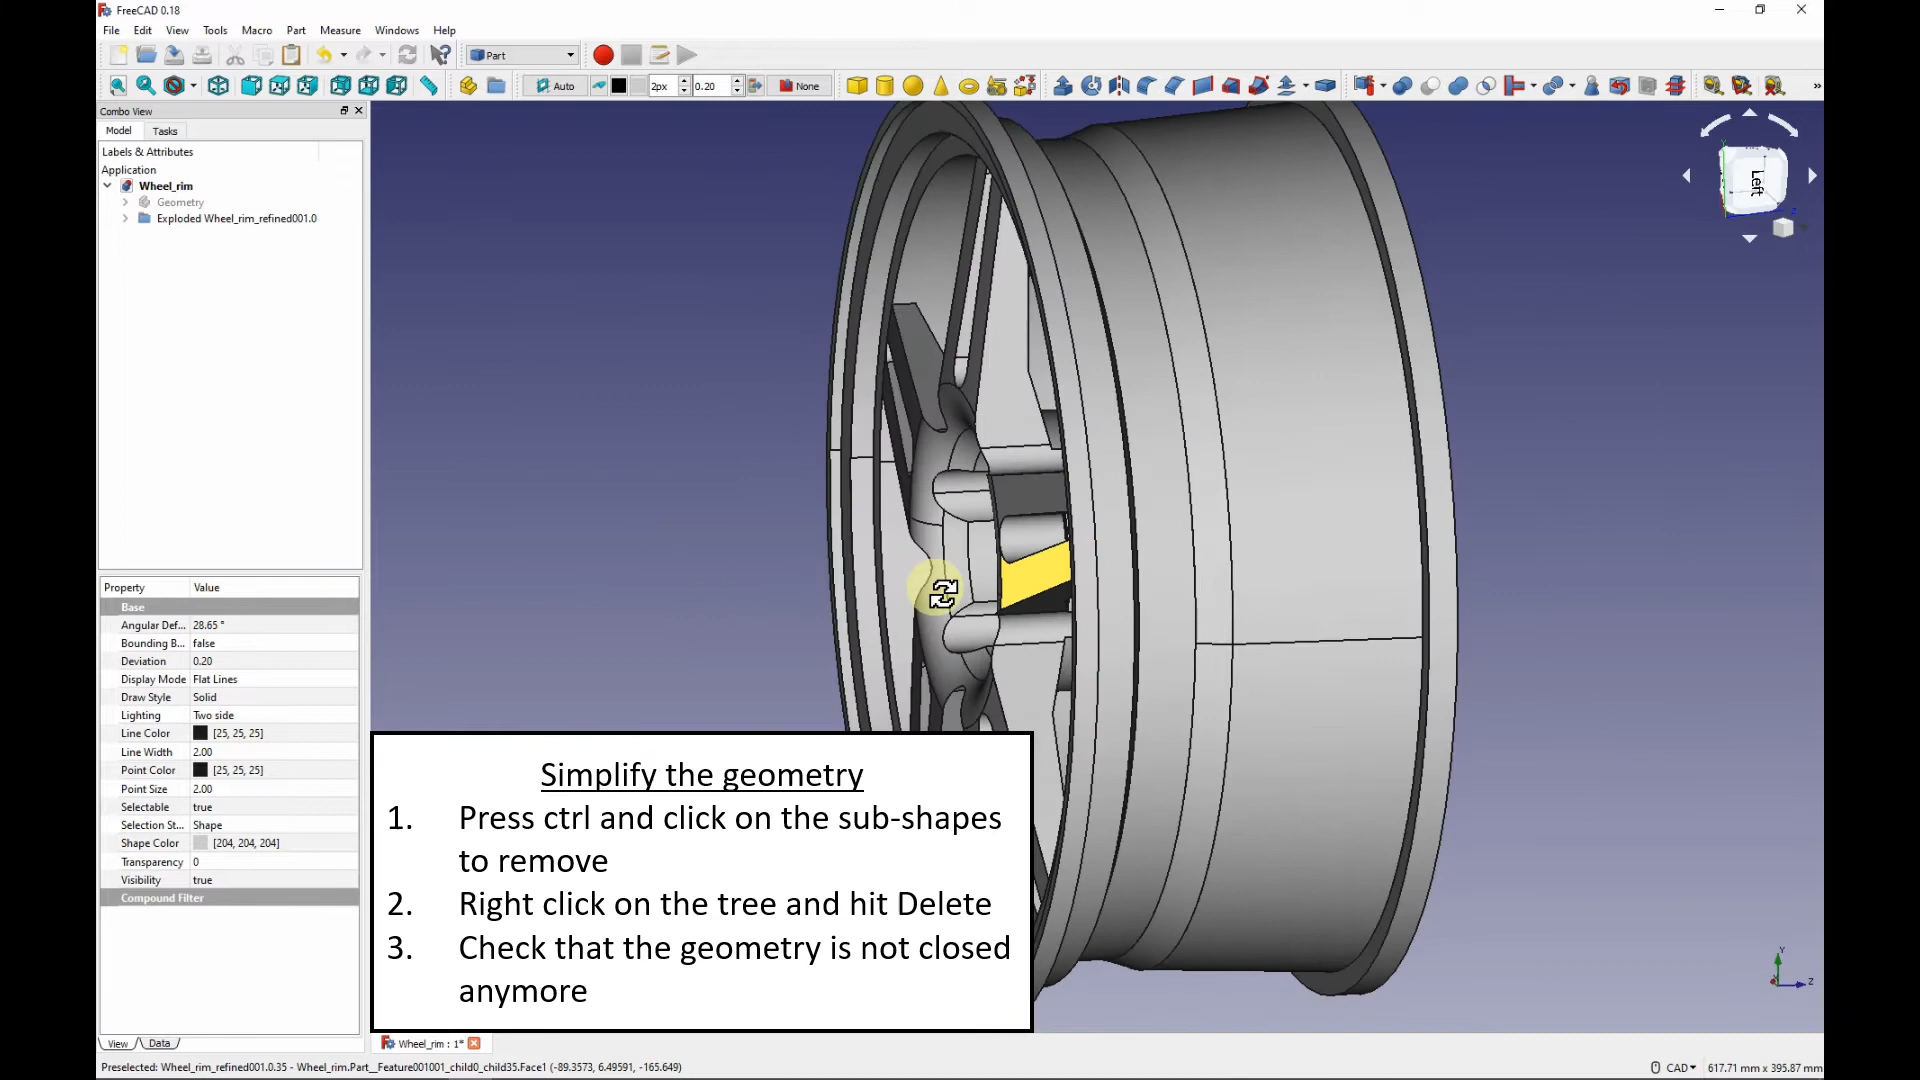 FreeCAD 0.18
File Edit View Tools Macro Part Measure Windows Help
Part
Auto 2px 0.20 None »
Combo View
Model Tasks
Labels & Attributes
Application
Wheel_rim
Geometry
Exploded Wheel_rim_refined001.0
Left
Property Value
Base
Angular Def... 28.65 °
Bounding B... false
Deviation 0.20
Display Mode Flat Lines
Draw Style Solid
Lighting Two side
Line Color [25, 25, 25]
Line Width 2.00
Point Color [25, 25, 25]
Point Size 2.00
Selectable true
Selection St... Shape
Shape Color [204, 204, 204]
Transparency 0
Visibility true
Compound Filter
Simplify the geometry
1. Press ctrl and click on the sub-shapes
to remove
2. Right click on the tree and hit Delete
3. Check that the geometry is not closed
anymore
Y
Z
View Data
Wheel_rim : 1*
Preselected: Wheel_rim_refined001.0.35 - Wheel_rim.Part__Feature001001_child0_child35.Face1 (-89.3573, 6.49591, -165.649)
CAD 617.71 mm x 395.87 mm